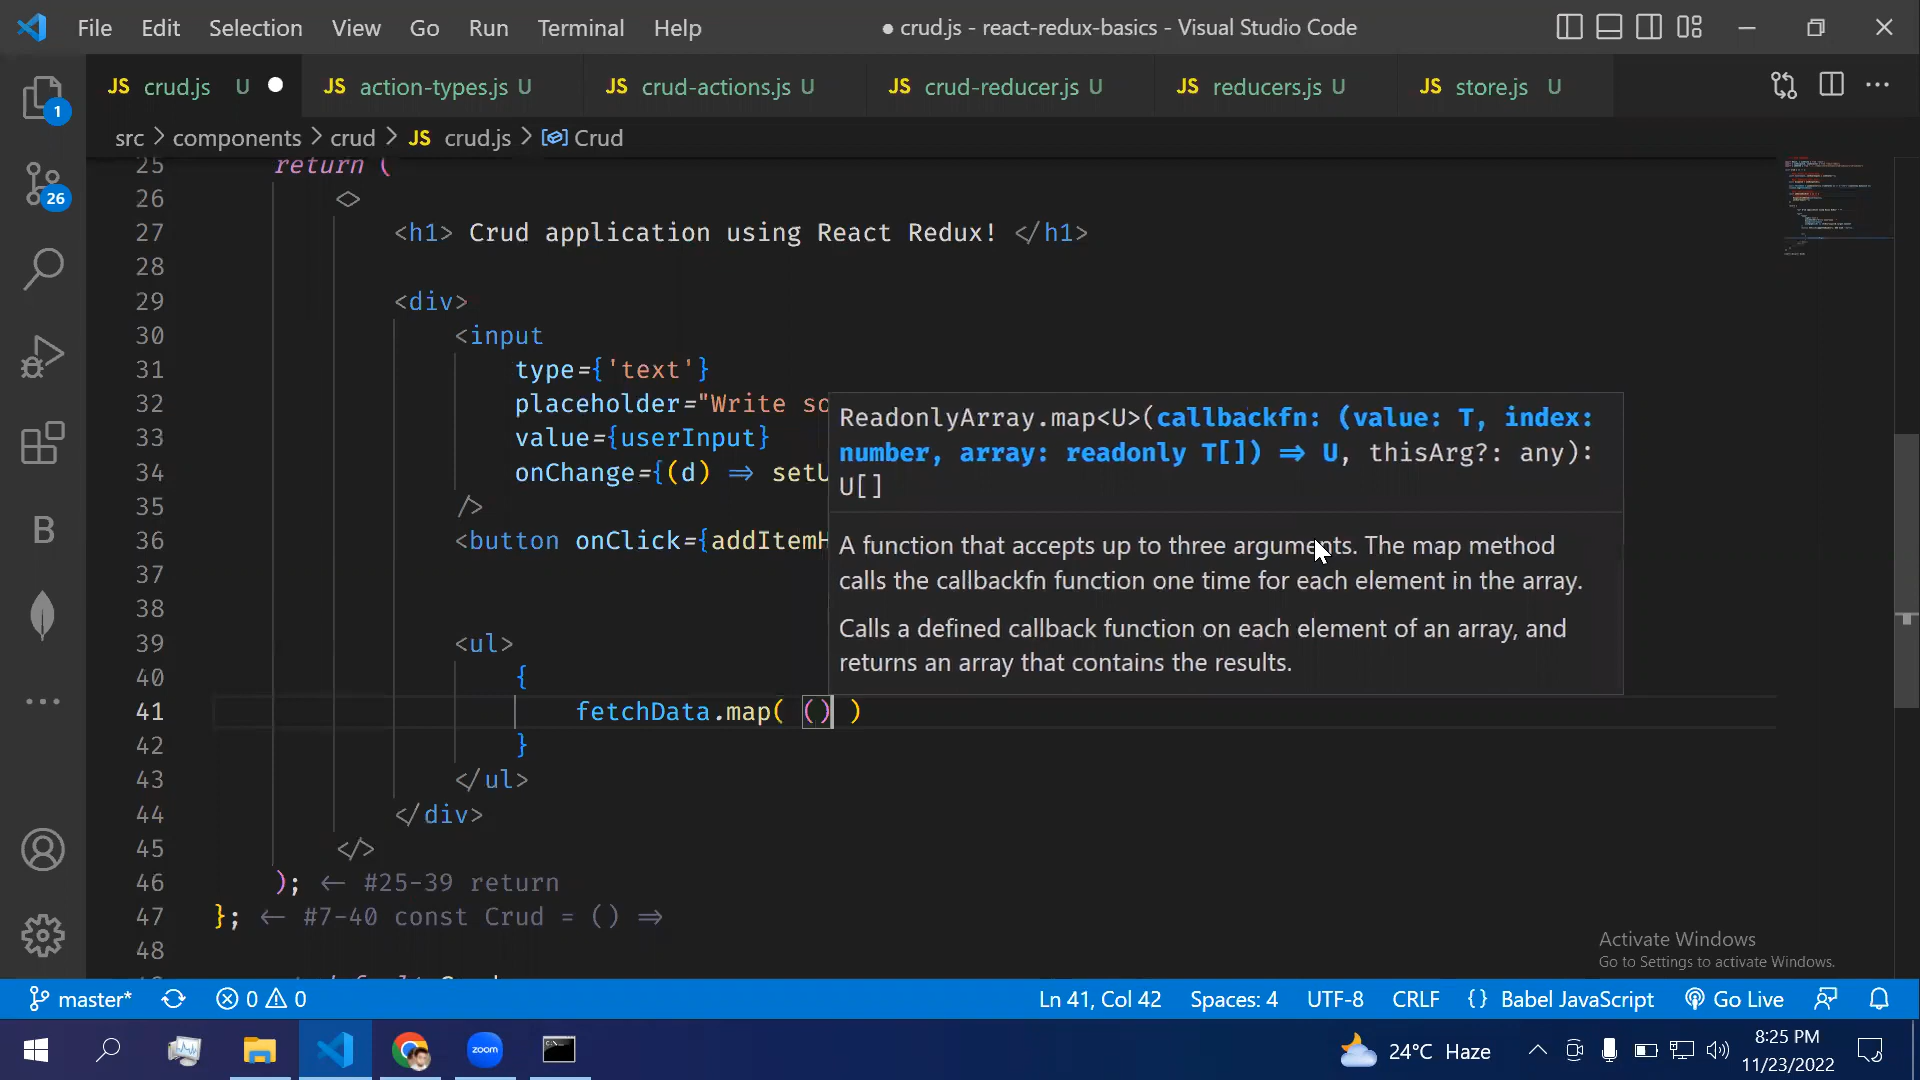 File Edit Selection View Go Run Terminal Help
● crud.js - react-redux-basics - Visual Studio Code
JS crud.js U
JS action-types.js U
JS crud-actions.js U
JS crud-reducer.js U
JS reducers.js U
JS store.js U
src > components > crud > JS crud.js > Crud
25 return (
26 <>
27 <h1> Crud application using React Redux! </h1>
28
29 <div>
30 <input
31 type={'text'}
32 placeholder="Write
33 value={userInput}
34 onChange={(d) ⇒
35 />
36 <button onClick=
37
38
39 <ul>
40 {
41 fetchData.map( () )
42 }
43 </ul>
44 </div>
45 </>
46 ); ← #25-39 return
47 }; ← #7-40 const Crud = () ⇒
48
ReadonlyArray.map<U>(callbackfn: (value: T, index:
number, array: readonly T[]) ⇒ U, thisArg?: any):
U[]
A function that accepts up to three arguments. The map method
calls the callbackfn function one time for each element in the array.
Calls a defined callback function on each element of an array, and
returns an array that contains the results.
1
26
B
Activate Windows
Go to Settings to activate Windows.
master* 0 0
Ln 41, Col 42 Spaces: 4 UTF-8 CRLF {} Babel JavaScript Go Live
zoom
24°C Haze
8:25 PM
11/23/2022